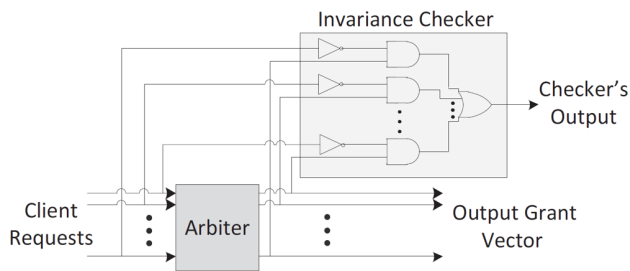 Invariance Checker
Checker's
Output
Client
Requests
Arbiter
Output Grant
Vector